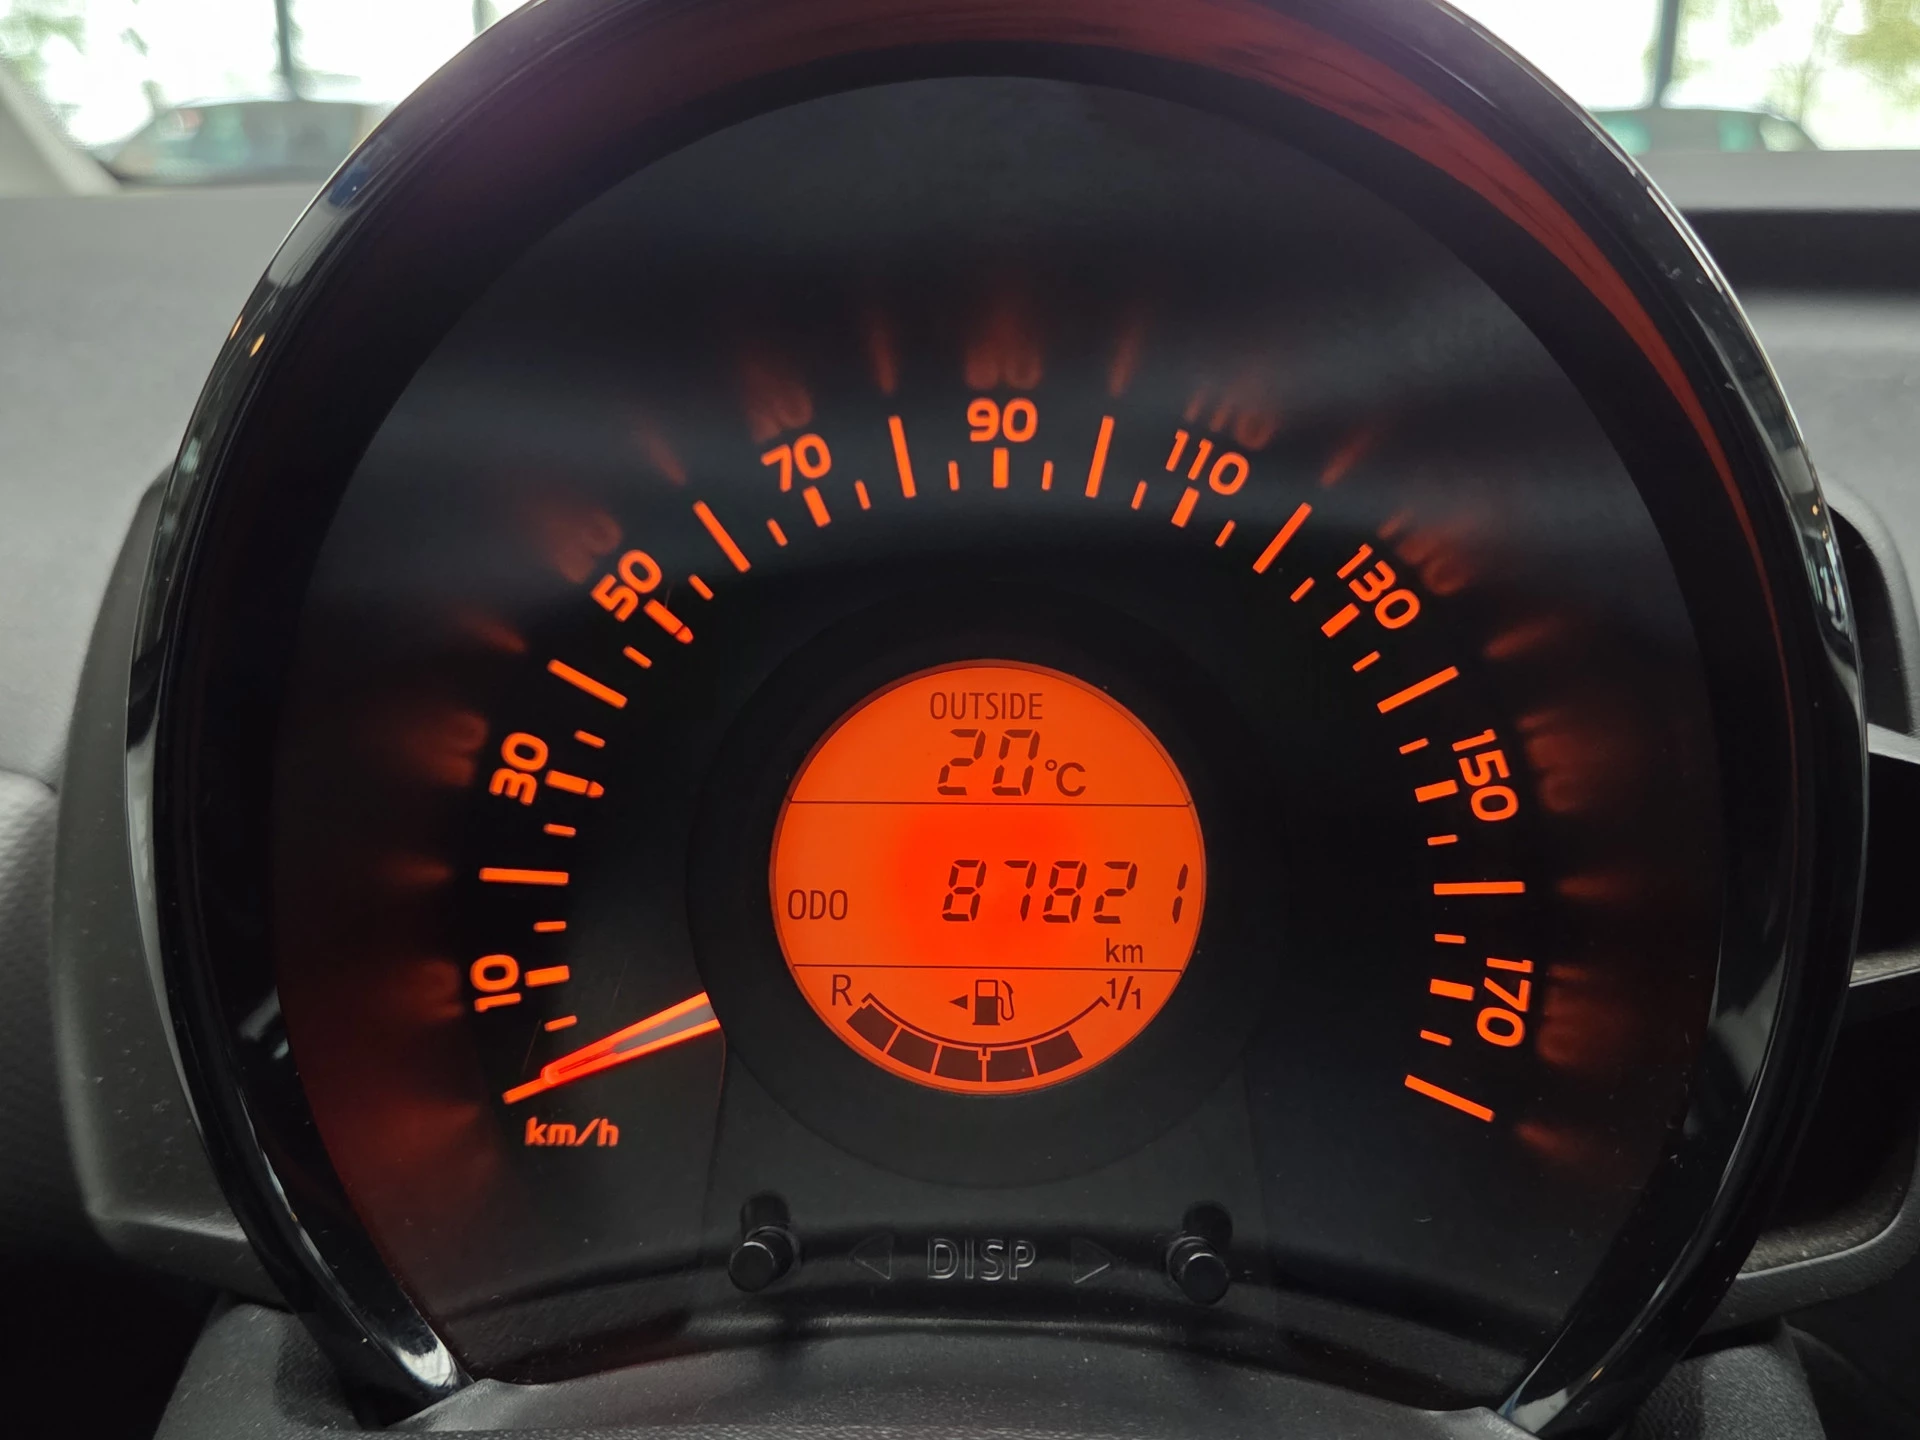 90
70
110
50
130
30
150
10
170
km/h
OUTSIDE
20°C
ODO 87821
km
R 1/1
DISP